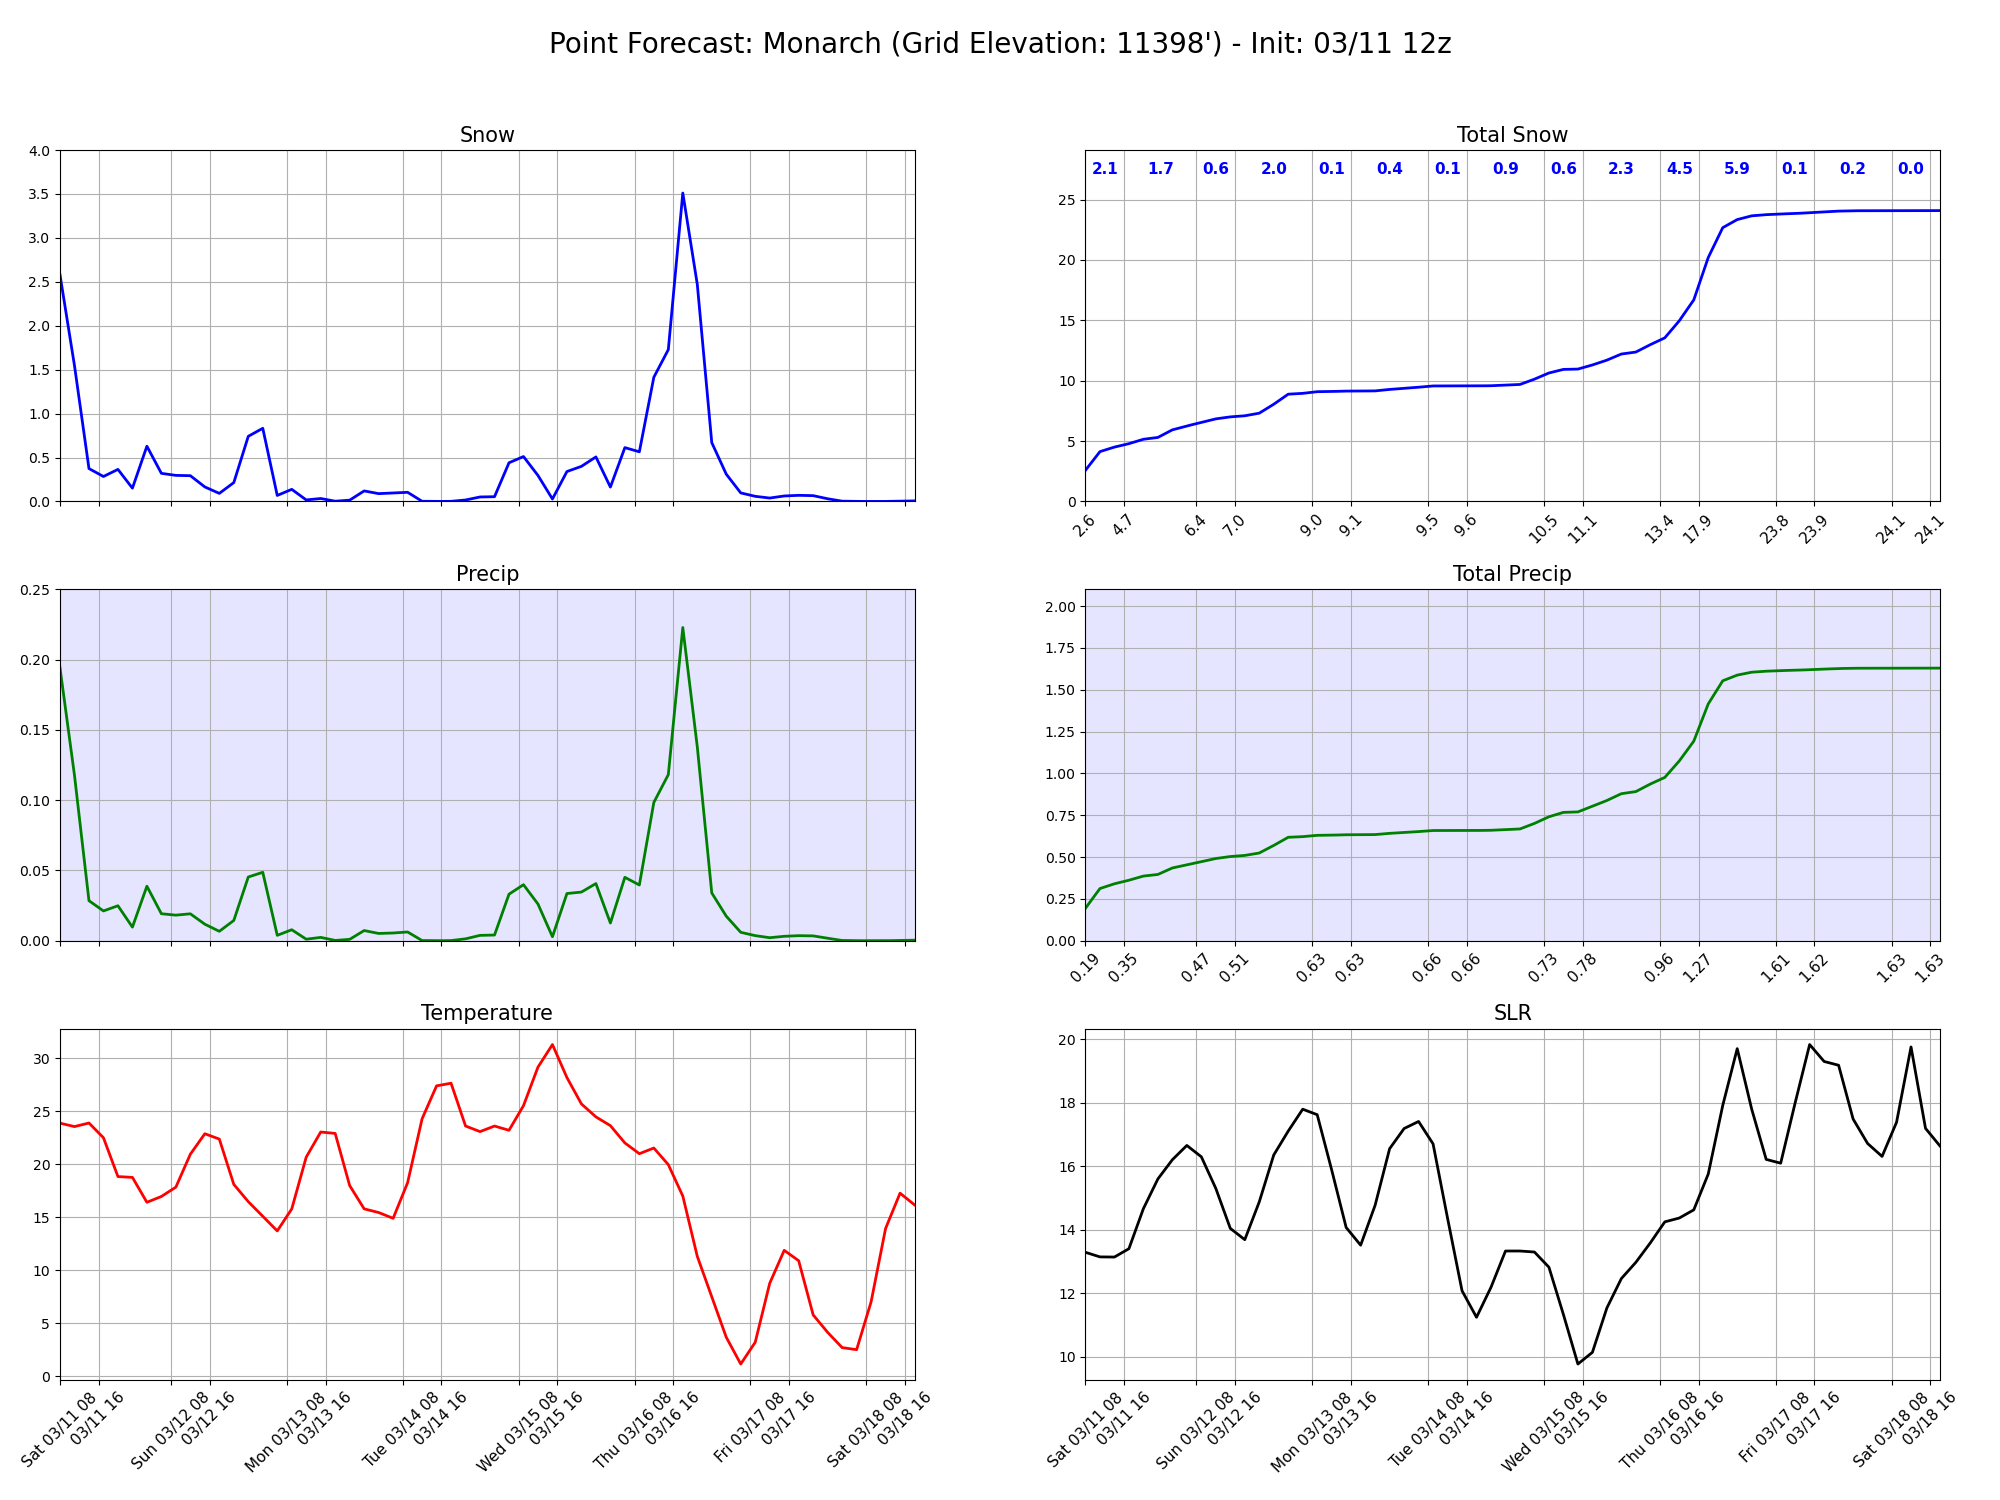 Point Forecast: Monarch (Grid Elevation: 11398') - Init: 03/11 12z
Snow
4.0
3.5
3.0
2.5
2.0
1.5
1.0
0.5
0.0
Total Snow
2.1 1.7 0.6 2.0 0.1 0.4 0.1 0.9 0.6 2.3 4.5 5.9 0.1 0.2 0.0
25
20
15
10
5
0
2.6 4.7 6.4 7.0 9.0 9.1 9.5 9.6 10.5 11.1 13.4 17.9 23.8 23.9 24.1 24.1
Precip
0.25
0.20
0.15
0.10
0.05
0.00
Total Precip
2.00
1.75
1.50
1.25
1.00
0.75
0.50
0.25
0.00
0.19 0.35 0.47 0.51 0.63 0.63 0.66 0.66 0.73 0.78 0.96 1.27 1.61 1.62 1.63 1.63
Temperature
30
25
20
15
10
5
0
Sat 03/11 08
03/11 16
Sun 03/12 08
03/12 16
Mon 03/13 08
03/13 16
Tue 03/14 08
03/14 16
Wed 03/15 08
03/15 16
Thu 03/16 08
03/16 16
Fri 03/17 08
03/17 16
Sat 03/18 08
03/18 16
SLR
20
18
16
14
12
10
Sat 03/11 08
03/11 16
Sun 03/12 08
03/12 16
Mon 03/13 08
03/13 16
Tue 03/14 08
03/14 16
Wed 03/15 08
03/15 16
Thu 03/16 08
03/16 16
Fri 03/17 08
03/17 16
Sat 03/18 08
03/18 16